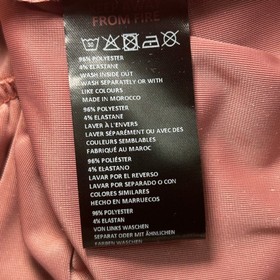 FROM FIRE
96% POLYESTER
4% ELASTANE
WASH INSIDE OUT
WASH SEPARATELY OR WITH
LIKE COLOURS
MADE IN MOROCCO
96% POLYESTER
4% ELASTANE
LAVER À L'ENVERS
LAVER SÉPARÉMENT OU AVEC DES
COULEURS SEMBLABLES
FABRIQUÉ AU MAROC
96% POLIÉSTER
4% ELASTANO
LAVAR POR EL REVERSO
LAVAR POR SEPARADO O CON
COLORES SIMILARES
HECHO EN MARRUECOS
96% POLYESTER
4% ELASTAN
VON LINKS WASCHEN
SEPARAT ODER MIT ÄHNLICHEN
FARBEN WASCHEN